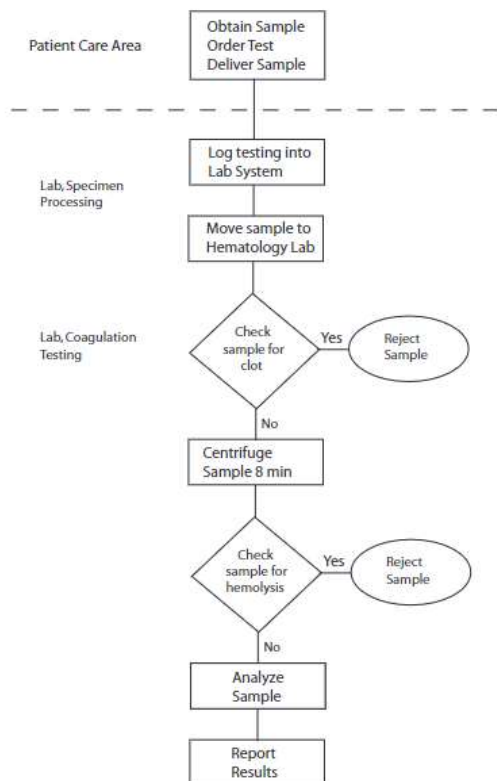 Patient Care Area
Obtain Sample
Order Test
Deliver Sample
Log testing into
Lab System
Lab, Specimen
Processing
Move sample to
Hematology Lab
Lab, Coagulation
Testing
Check
sample for
clot
Yes
Reject
Sample
No
Centrifuge
Sample 8 min
Check
sample for
hemolysis
Yes
Reject
Sample
No
Analyze
Sample
Report
Results